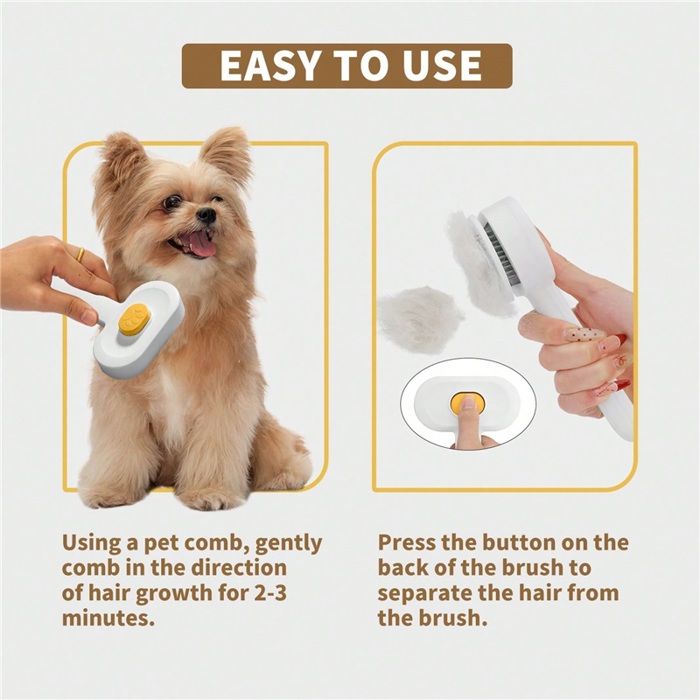 EASY TO USE
Using a pet comb, gently
comb in the direction
of hair growth for 2-3
minutes.
Press the button on the
back of the brush to
separate the hair from
the brush.